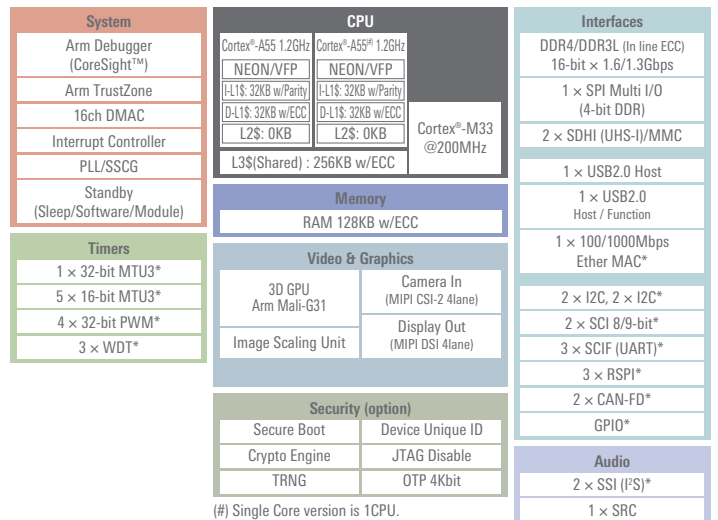 System
Arm Debugger
(CoreSight™)
Arm TrustZone
16ch DMAC
Interrupt Controller
PLL/SSCG
Standby
(Sleep/Software/Module)
Timers
1 × 32-bit MTU3*
5 × 16-bit MTU3*
4 × 32-bit PWM*
3 × WDT*
CPU
Cortex®-A55 1.2GHz
NEON/VFP
I-L1$: 32KB w/Parity
D-L1$: 32KB w/ECC
L2$: 0KB
Cortex®-A55(#) 1.2GHz
NEON/VFP
I-L1$: 32KB w/Parity
D-L1$: 32KB w/ECC
L2$: 0KB
L3$(Shared) : 256KB w/ECC
Cortex®-M33
@200MHz
Memory
RAM 128KB w/ECC
Video & Graphics
3D GPU
Arm Mali-G31
Image Scaling Unit
Camera In
(MIPI CSI-2 4lane)
Display Out
(MIPI DSI 4lane)
Security (option)
Secure Boot
Device Unique ID
Crypto Engine
JTAG Disable
TRNG
OTP 4Kbit
(#) Single Core version is 1CPU.
Interfaces
DDR4/DDR3L (In line ECC)
16-bit × 1.6/1.3Gbps
1 × SPI Multi I/O
(4-bit DDR)
2 × SDHI (UHS-I)/MMC
1 × USB2.0 Host
1 × USB2.0
Host / Function
1 × 100/1000Mbps
Ether MAC*
2 × I2C, 2 × I2C*
2 × SCI 8/9-bit*
3 × SCIF (UART)*
3 × RSPI*
2 × CAN-FD*
GPIO*
Audio
2 × SSI (I²S)*
1 × SRC